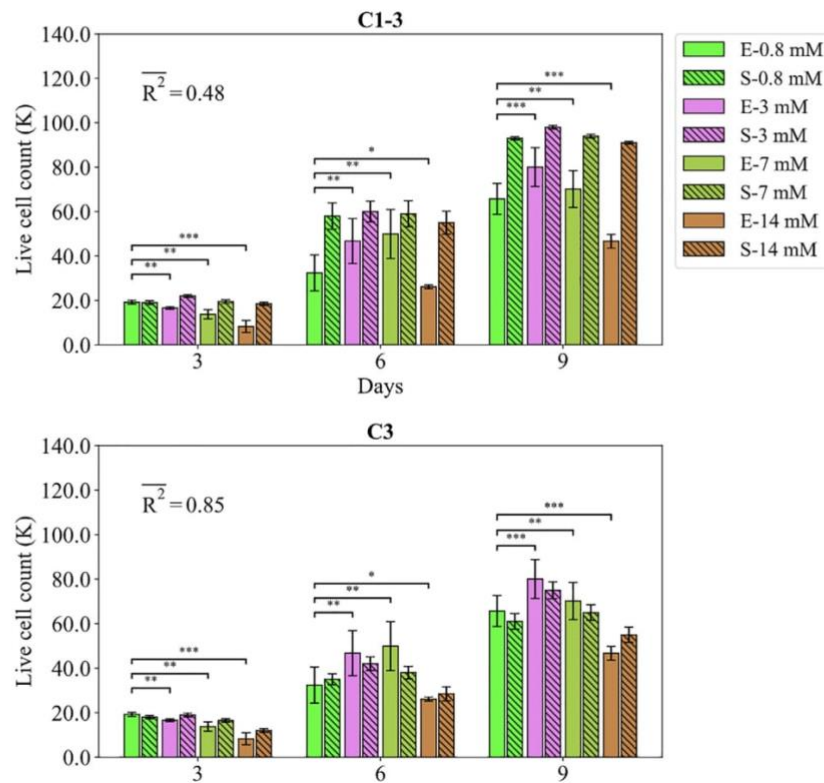 C1-3
140.0
120.0
100.0
80.0
60.0
40.0
20.0
0.0
Live cell count (K)
R² = 0.48
***
**
**
*
**
**
***
**
***
3
6
9
Days
E-0.8 mM
S-0.8 mM
E-3 mM
S-3 mM
E-7 mM
S-7 mM
E-14 mM
S-14 mM
C3
140.0
120.0
100.0
80.0
60.0
40.0
20.0
0.0
Live cell count (K)
R² = 0.85
***
**
**
*
**
**
***
**
***
3
6
9